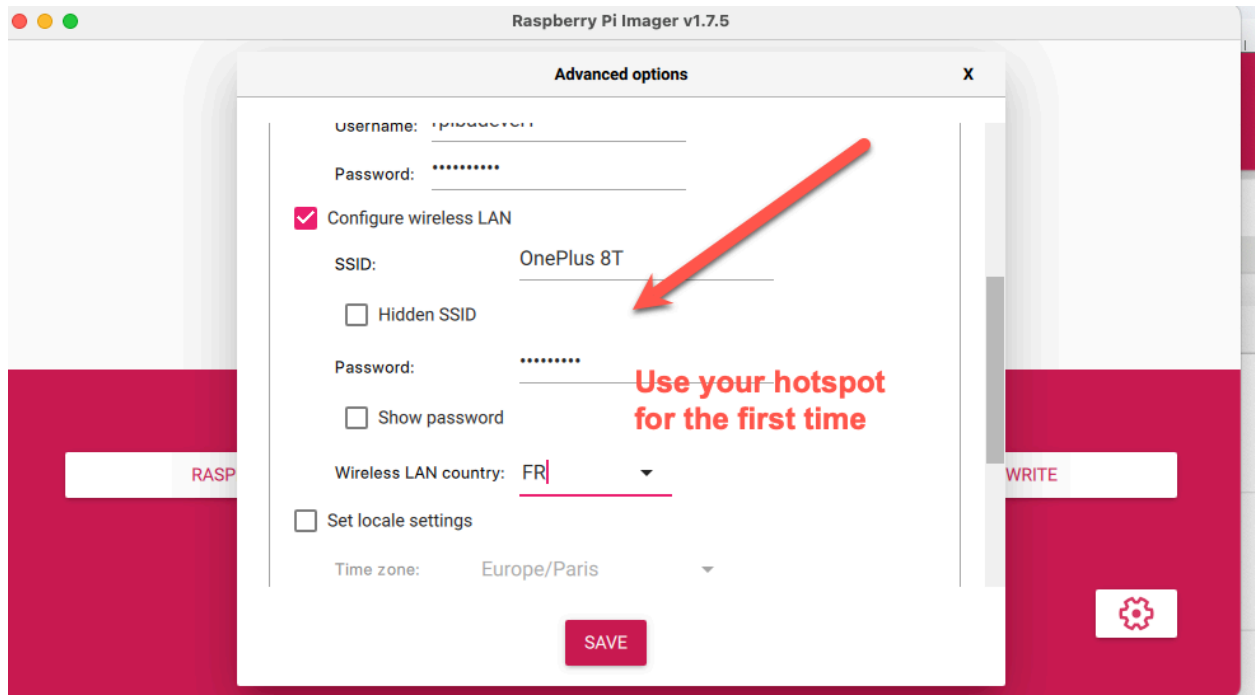 Raspberry Pi Imager v1.7.5
Advanced options
X
Username:
Password: ••••••••••
Configure wireless LAN
SSID: OnePlus 8T
Hidden SSID
Password: •••••••••
Use your hotspot
for the first time
Show password
Wireless LAN country: FR
RASP
WRITE
Set locale settings
Time zone: Europe/Paris
SAVE